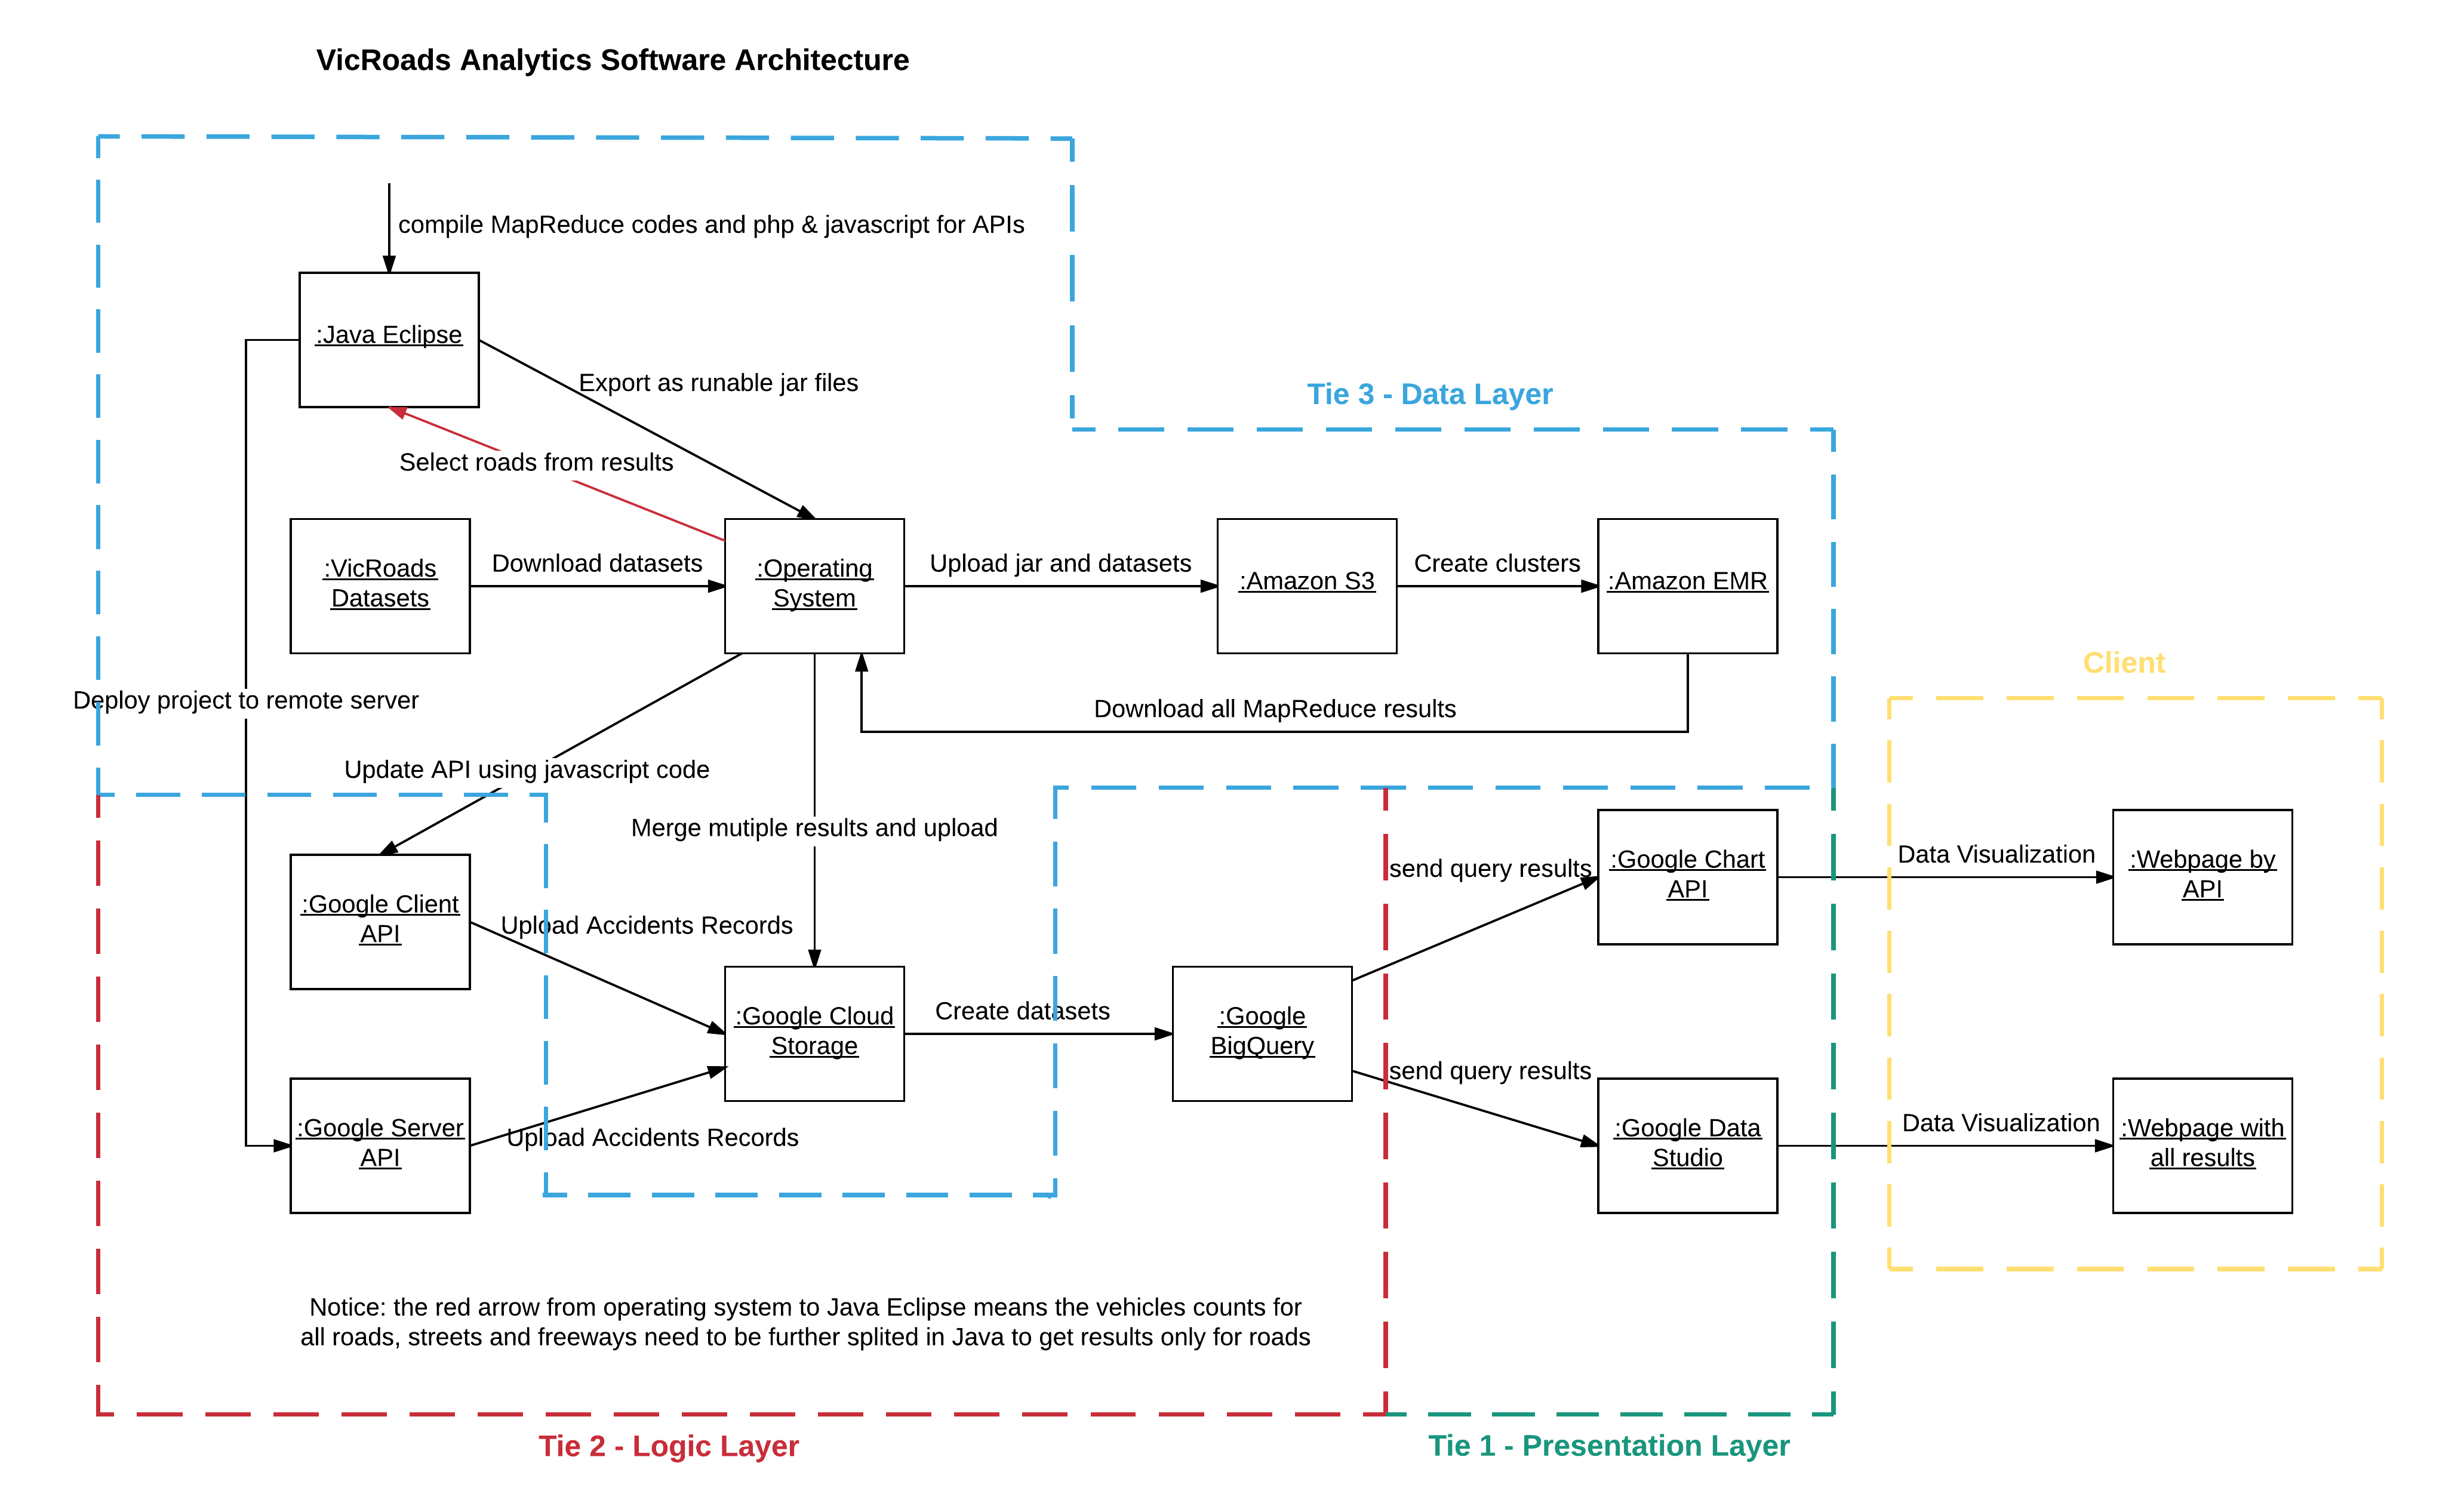 VicRoads Analytics Software Architecture
compile MapReduce codes and php & javascript for APIs
:Java Eclipse
Export as runable jar files
Tie 3 - Data Layer
Select roads from results
:VicRoads
Datasets
Download datasets
:Operating
System
Upload jar and datasets
:Amazon S3
Create clusters
:Amazon EMR
Client
Deploy project to remote server
Download all MapReduce results
Update API using javascript code
Merge mutiple results and upload
send query results
:Google Chart
API
Data Visualization
:Webpage by
API
:Google Client
API
Upload Accidents Records
:Google Cloud
Storage
Create datasets
:Google
BigQuery
send query results
:Google Data
Studio
Data Visualization
:Webpage with
all results
:Google Server
API
Upload Accidents Records
Notice: the red arrow from operating system to Java Eclipse means the vehicles counts for
all roads, streets and freeways need to be further splited in Java to get results only for roads
Tie 2 - Logic Layer
Tie 1 - Presentation Layer